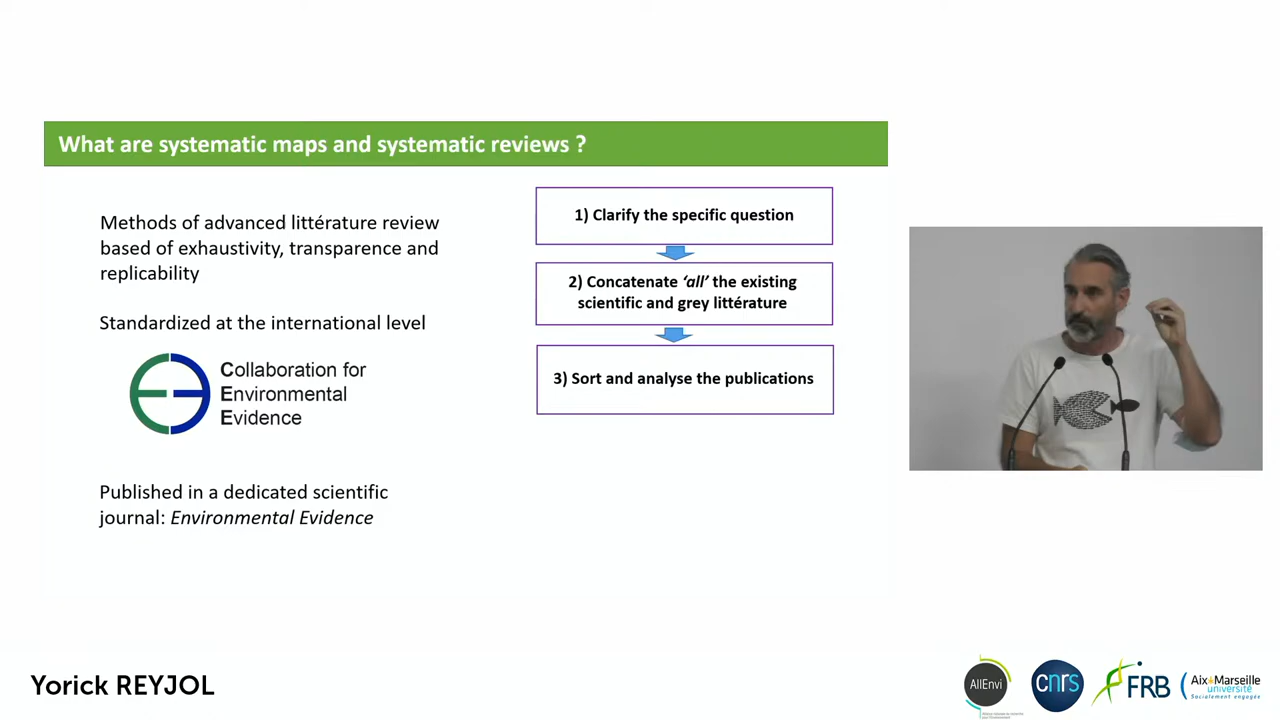 What are systematic maps and systematic reviews ?
Methods of advanced littérature review
based of exhaustivity, transparence and
replicability
Standardized at the international level
Collaboration for
Environmental
Evidence
Published in a dedicated scientific
journal: Environmental Evidence
1) Clarify the specific question
2) Concatenate ‘all’ the existing
scientific and grey littérature
3) Sort and analyse the publications
Yorick REYJOL
AllEnvi
cnrs
FRB
Aix+Marseille
université
Socialement engagée